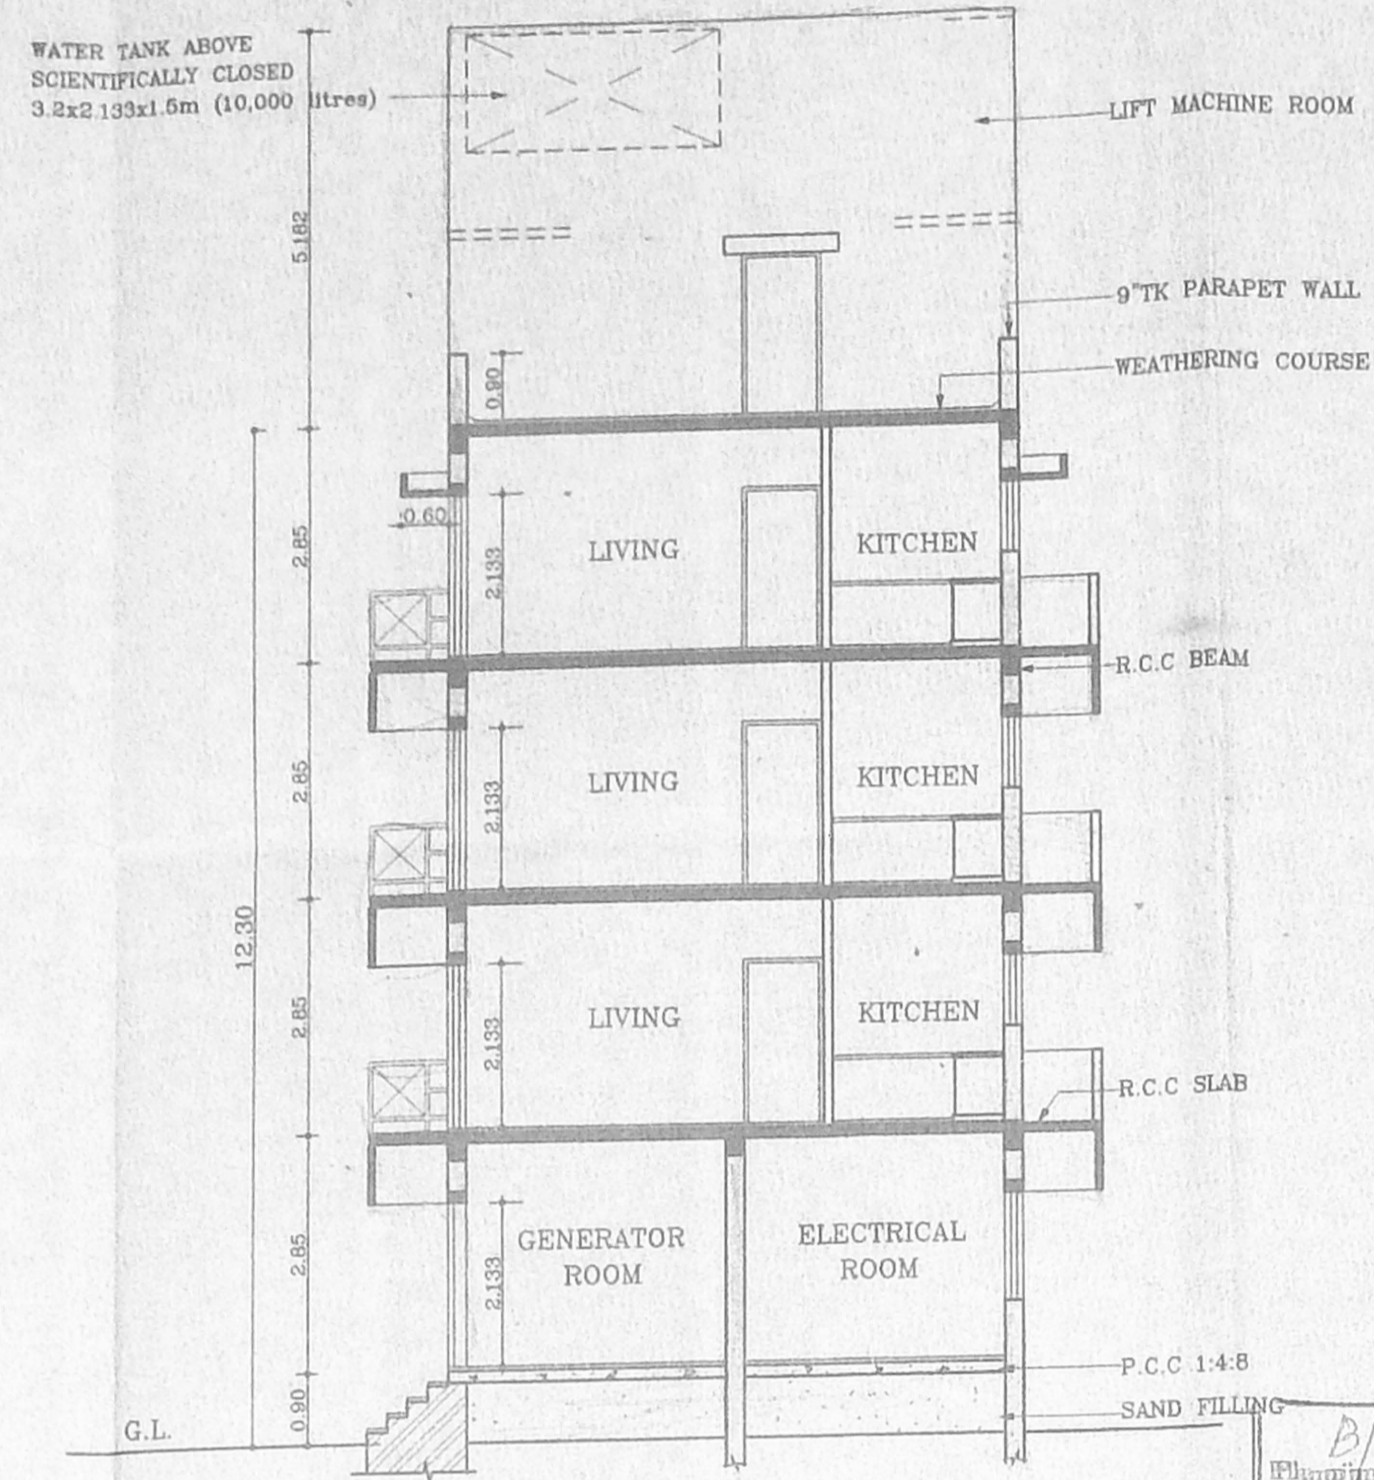 WATER TANK ABOVE
SCIENTIFICALLY CLOSED
3.2x2.133x1.5m (10,000 litres)
LIFT MACHINE ROOM
5.182
9"TK PARAPET WALL
WEATHERING COURSE
0.90
0.60
2.85
2.133
LIVING
KITCHEN
R.C.C BEAM
2.85
2.133
LIVING
KITCHEN
12.30
2.85
2.133
LIVING
KITCHEN
R.C.C SLAB
2.85
2.133
GENERATOR
ROOM
ELECTRICAL
ROOM
P.C.C 1:4:8
0.90
SAND FILLING
G.L.
B/